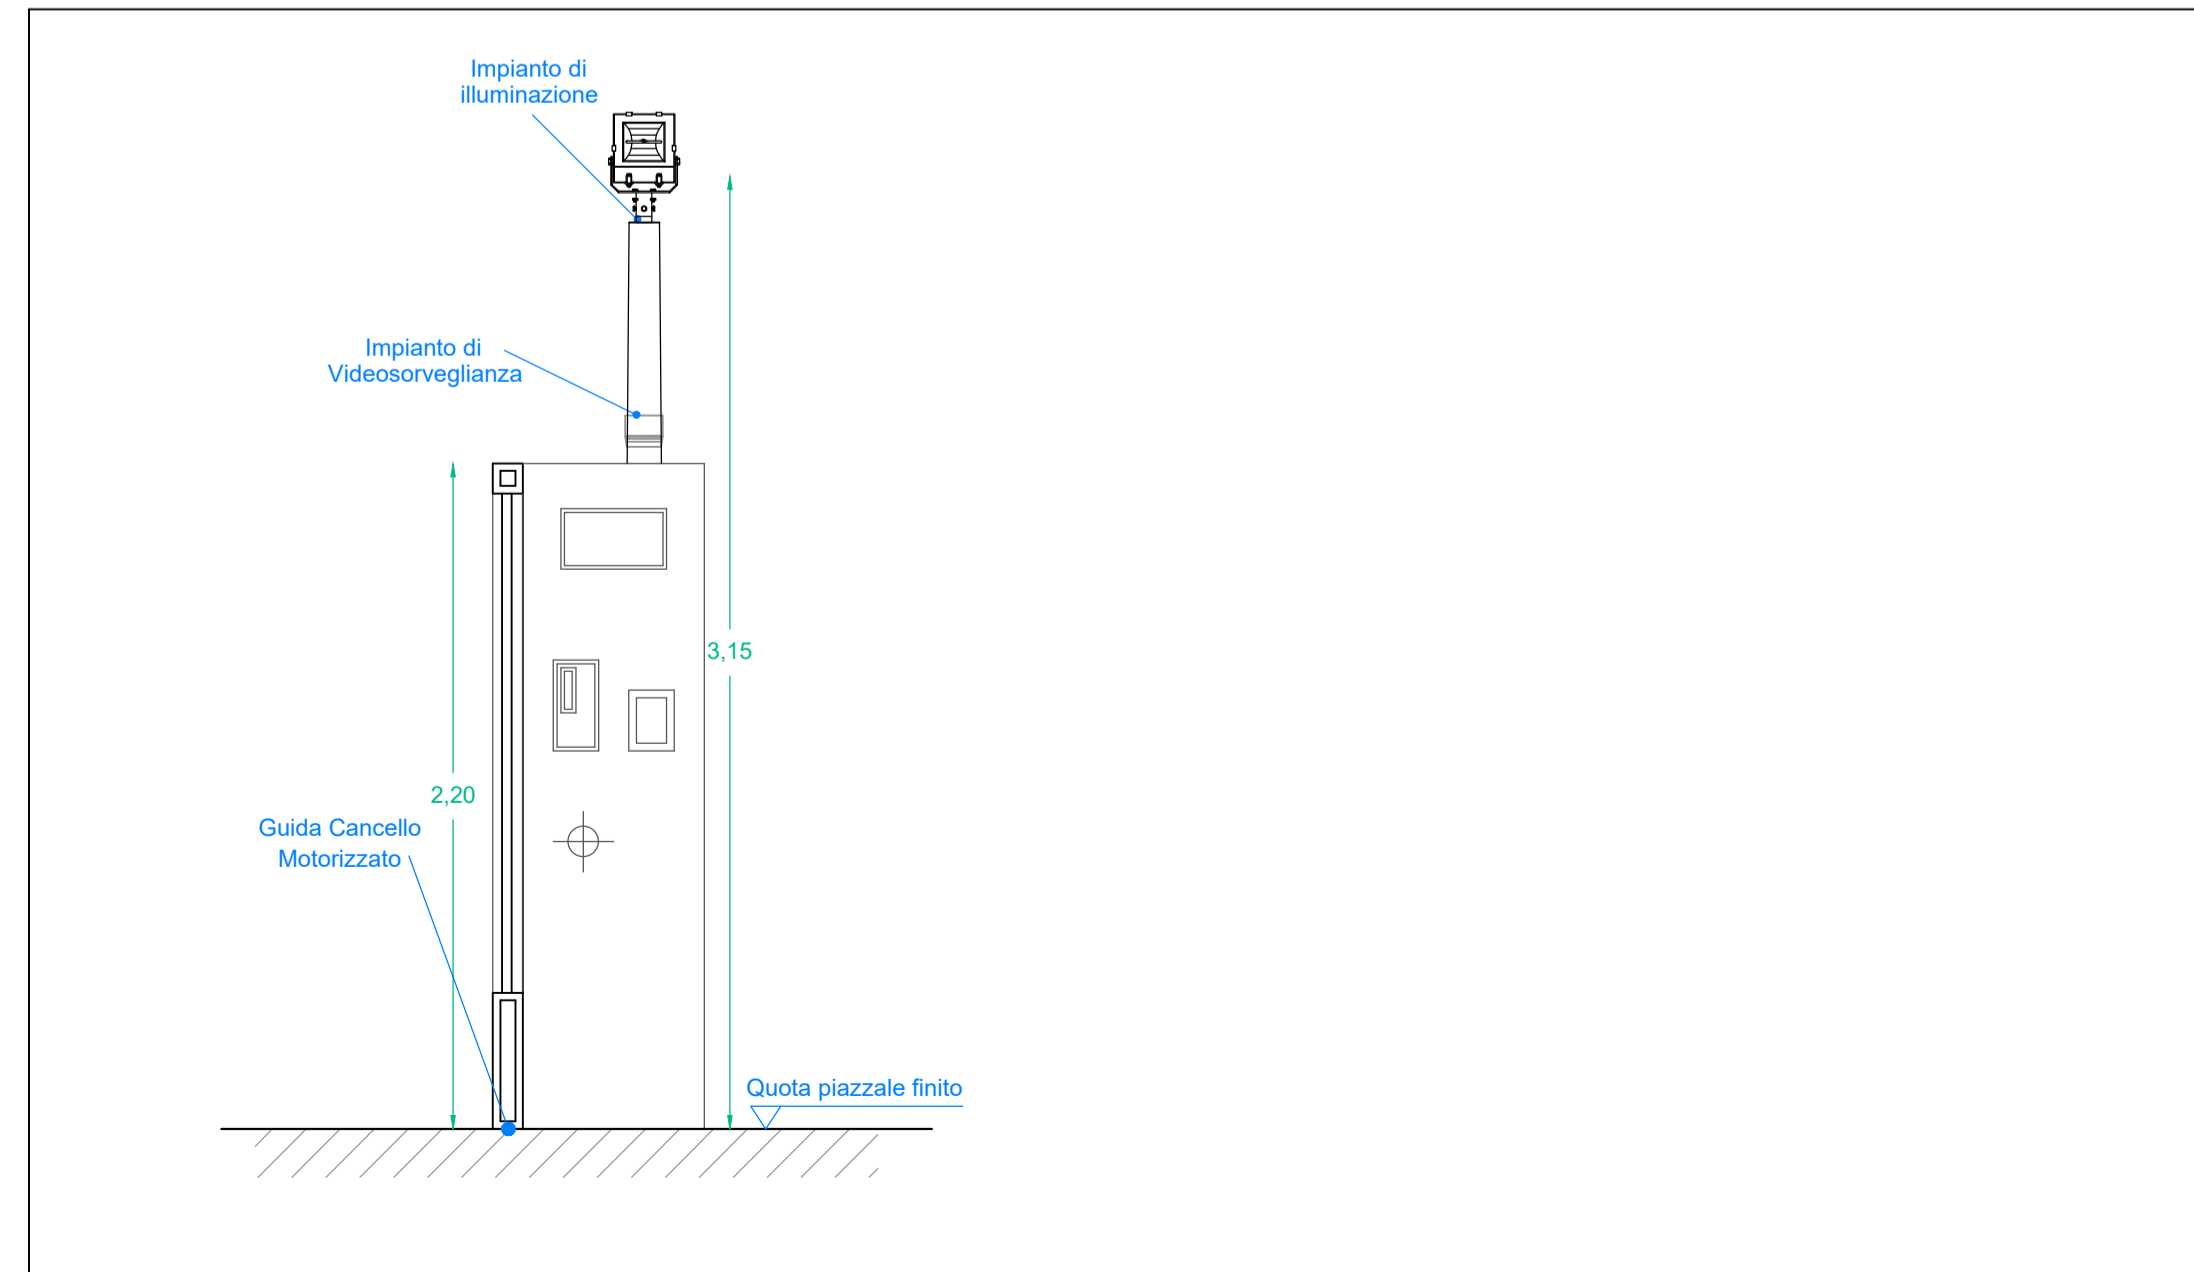 Impianto di
illuminazione
Impianto di
Videosorveglianza
3,15
2,20
Guida Cancello
Motorizzato
Quota piazzale finito